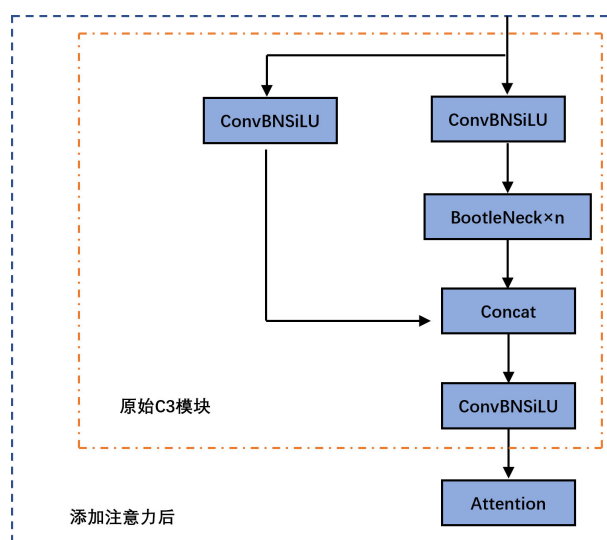 ConvBNSiLU
ConvBNSiLU
BootleNeck×n
Concat
原始C3模块
ConvBNSiLU
添加注意力后
Attention